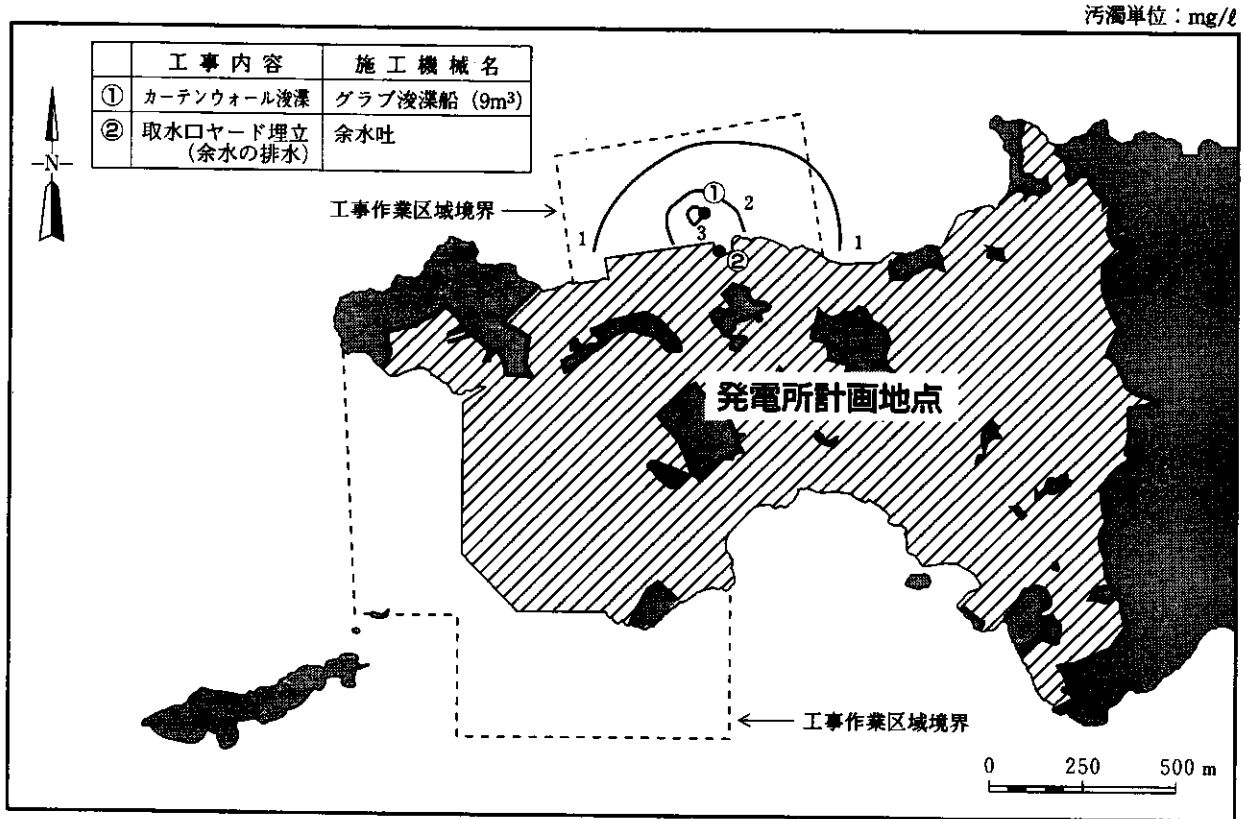 汚濁単位：mg/ℓ
工事内容 施工機械名
① カーテンウォール浚渫 グラブ浚渫船（9m³）
② 取水口ヤード埋立 余水吐
（余水の排水）
N
工事作業区域境界
①
2
1
3
1
②
発電所計画地点
工事作業区域境界
0 250 500 m